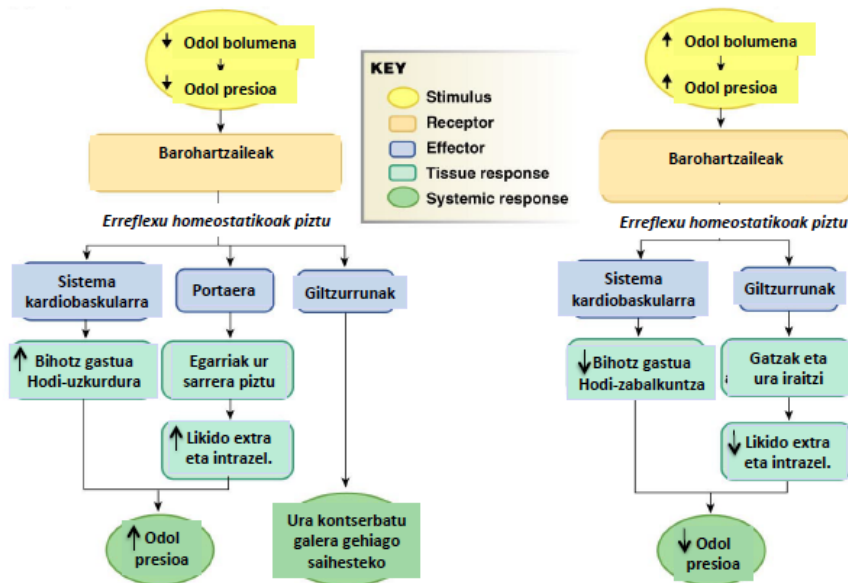 Odol bolumena
Odol presioa
Barohartzaileak
Erreflexu homeostatikoak piztu
Sistema
kardiobaskularra
Portaera
Giltzurrunak
Bihotz gastua
Hodi-uzkurdura
Egarriak ur
sarrera piztu
Likido extra
eta intrazel.
Odol
presioa
Ura kontserbatu
galera gehiago
saihesteko
KEY
Stimulus
Receptor
Effector
Tissue response
Systemic response
Odol bolumena
Odol presioa
Barohartzaileak
Erreflexu homeostatikoak piztu
Sistema
kardiobaskularra
Giltzurrunak
Bihotz gastua
Hodi-zabalkuntza
Gatzak eta
ura iraitzi
Likido extra
eta intrazel.
Odol
presioa